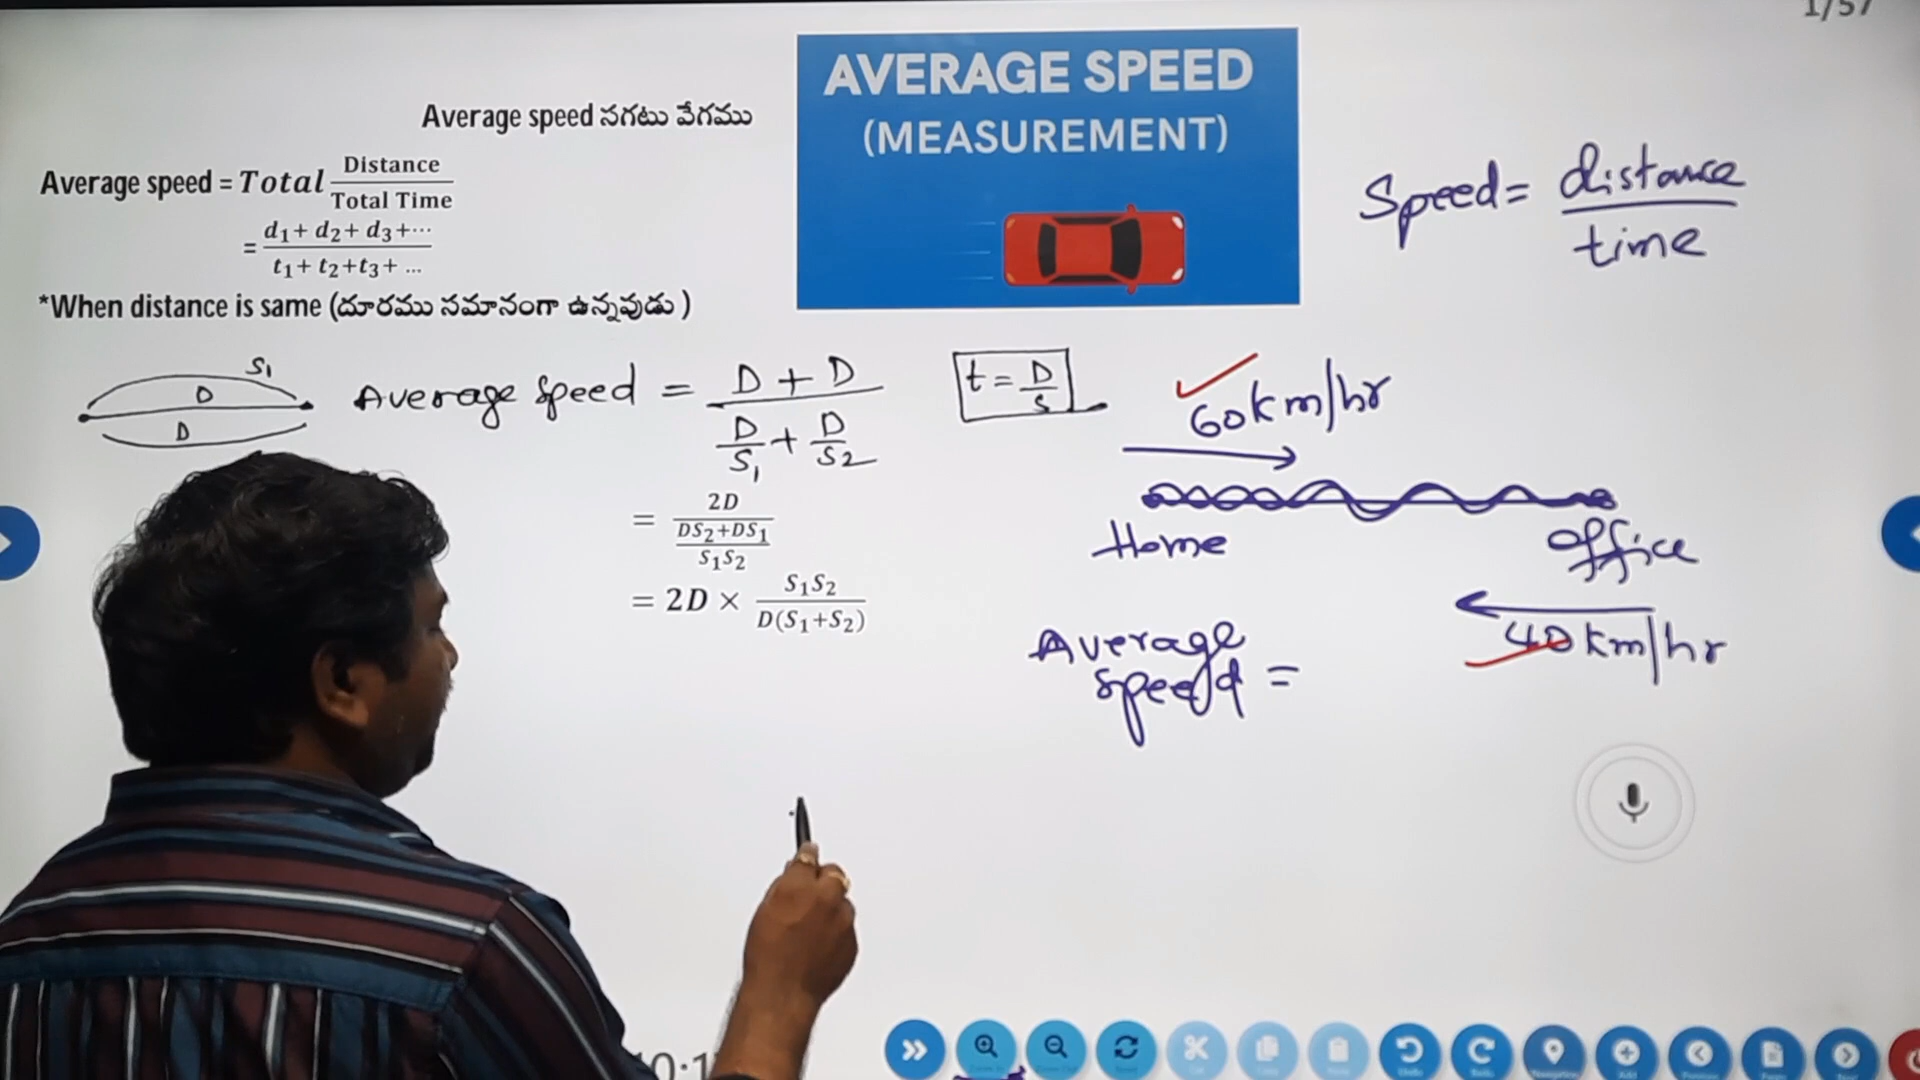 1/57
AVERAGE SPEED
(MEASUREMENT)
Average speed సగటు వేగము
Average speed = Total Distance / Total Time
= d₁+ d₂+ d₃+··· / t₁+ t₂+t₃+ ...
Speed = distance / time
*When distance is same (దూరము సమానంగా ఉన్నపుడు )
S₁
D
D
Average speed = D + D / D/S₁ + D/S₂
t = D/S
60km/hr
Home
office
40km/hr
= 2D / DS₂+DS₁ / S₁S₂
= 2D × S₁S₂ / D(S₁+S₂)
Average
speed =